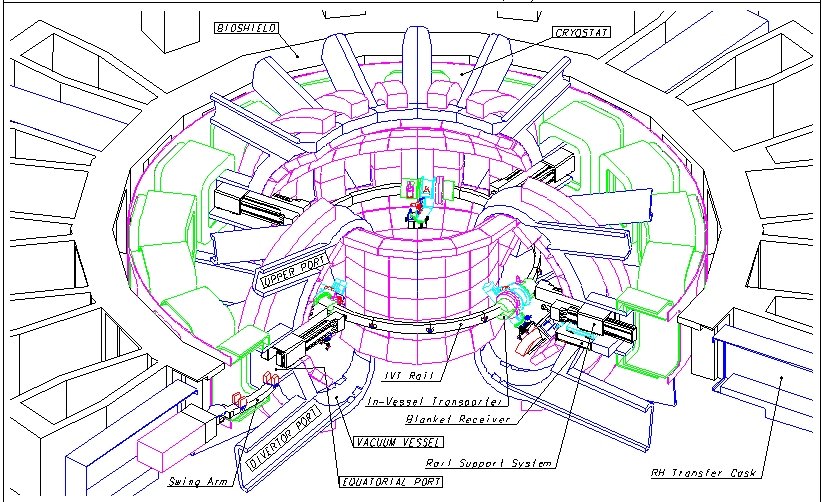 BIOSHIELD
CRYOSTAT
UPPER PORT
IVT Rail
In-Vessel Transporter
Blanket Receiver
DIVERTOR PORT
VACUUM VESSEL
Rail Support System
RH Transfer Cask
Swing Arm
EQUATORIAL PORT